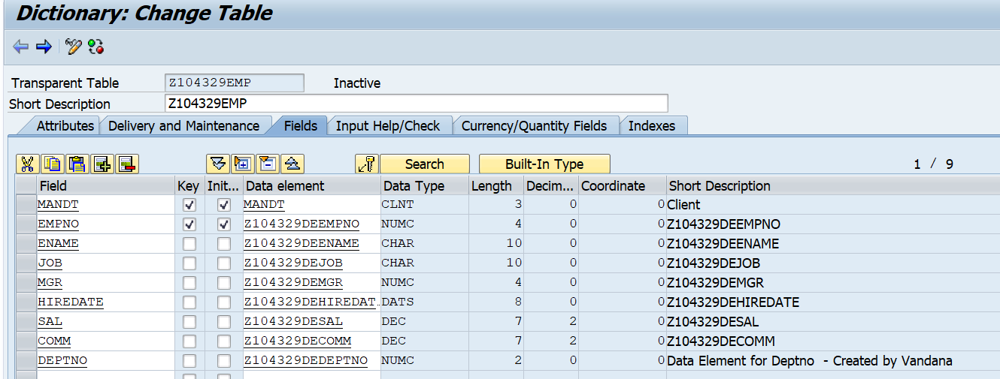 Dictionary: Change Table
Transparent Table Z104329EMP Inactive
Short Description Z104329EMP
Attributes Delivery and Maintenance Fields Input Help/Check Currency/Quantity Fields Indexes
Search Built-In Type 1 / 9
Field Key Init... Data element Data Type Length Decim... Coordinate Short Description
MANDT MANDT CLNT 3 0 0 Client
EMPNO Z104329DEEMPNO NUMC 4 0 0 Z104329DEEMPNO
ENAME Z104329DEENAME CHAR 10 0 0 Z104329DEENAME
JOB Z104329DEJOB CHAR 10 0 0 Z104329DEJOB
MGR Z104329DEMGR NUMC 4 0 0 Z104329DEMGR
HIREDATE Z104329DEHIREDAT. DATS 8 0 0 Z104329DEHIREDATE
SAL Z104329DESAL DEC 7 2 0 Z104329DESAL
COMM Z104329DECOMM DEC 7 2 0 Z104329DECOMM
DEPTNO Z104329DEDEPTNO NUMC 2 0 0 Data Element for Deptno - Created by Vandana